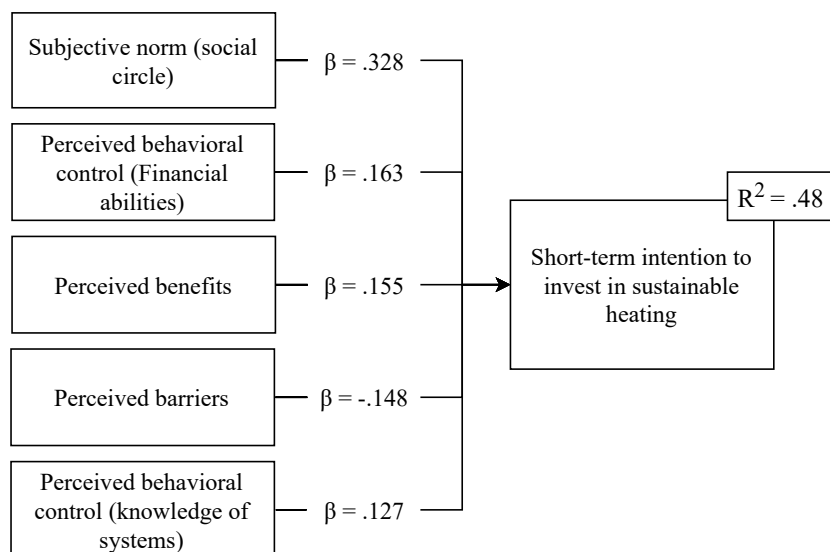 Subjective norm (social
circle)
β = .328
Perceived behavioral
control (Financial
abilities)
β = .163
Perceived benefits
β = .155
Perceived barriers
β = -.148
Perceived behavioral
control (knowledge of
systems)
β = .127
R² = .48
Short-term intention to
invest in sustainable
heating